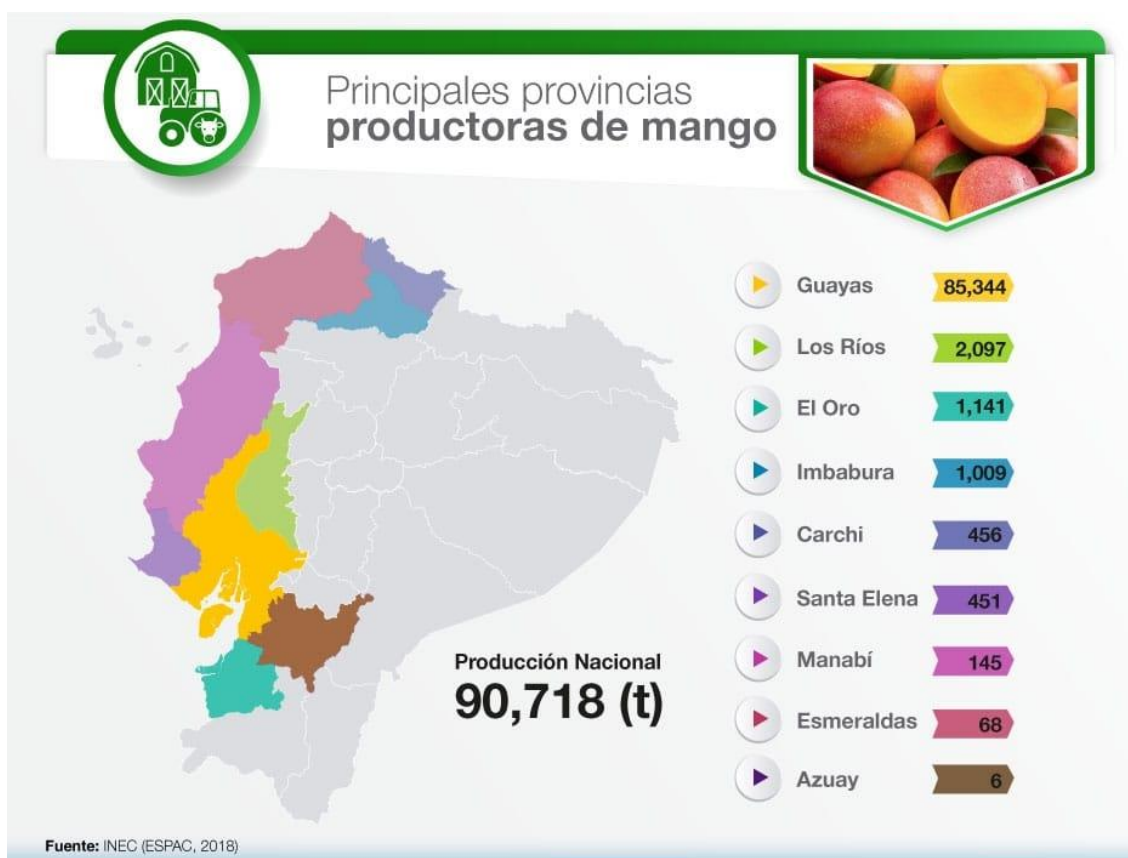 Principales provincias
productoras de mango
Guayas 85,344
Los Ríos 2,097
El Oro 1,141
Imbabura 1,009
Carchi 456
Santa Elena 451
Manabí 145
Esmeraldas 68
Azuay 6
Producción Nacional
90,718 (t)
Fuente: INEC (ESPAC, 2018)